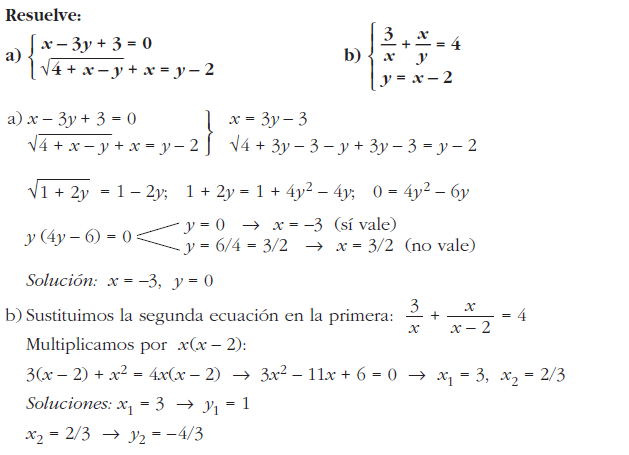 Resuelve:
a) { x – 3y + 3 = 0
√(4 + x – y) + x = y – 2
b) { 3/x + x/y = 4
y = x – 2
a) x – 3y + 3 = 0 } x = 3y – 3
√(4 + x – y) + x = y – 2 } √4 + 3y – 3 – y + 3y – 3 = y – 2
√(1 + 2y) = 1 – 2y; 1 + 2y = 1 + 4y² – 4y; 0 = 4y² – 6y
y (4y – 6) = 0
y = 0 → x = –3 (sí vale)
y = 6/4 = 3/2 → x = 3/2 (no vale)
Solución: x = –3, y = 0
b) Sustituimos la segunda ecuación en la primera: 3/x + x/(x – 2) = 4
Multiplicamos por x(x – 2):
3(x – 2) + x² = 4x(x – 2) → 3x² – 11x + 6 = 0 → x₁ = 3, x₂ = 2/3
Soluciones: x₁ = 3 → y₁ = 1
x₂ = 2/3 → y₂ = –4/3